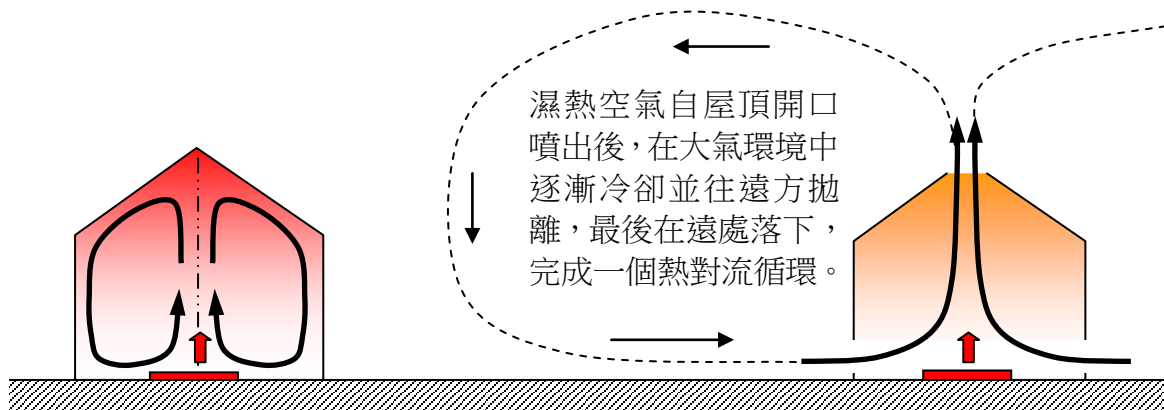 濕熱空氣自屋頂開口
噴出後，在大氣環境中
逐漸冷卻並往遠方拋
離，最後在遠處落下，
完成一個熱對流循環。